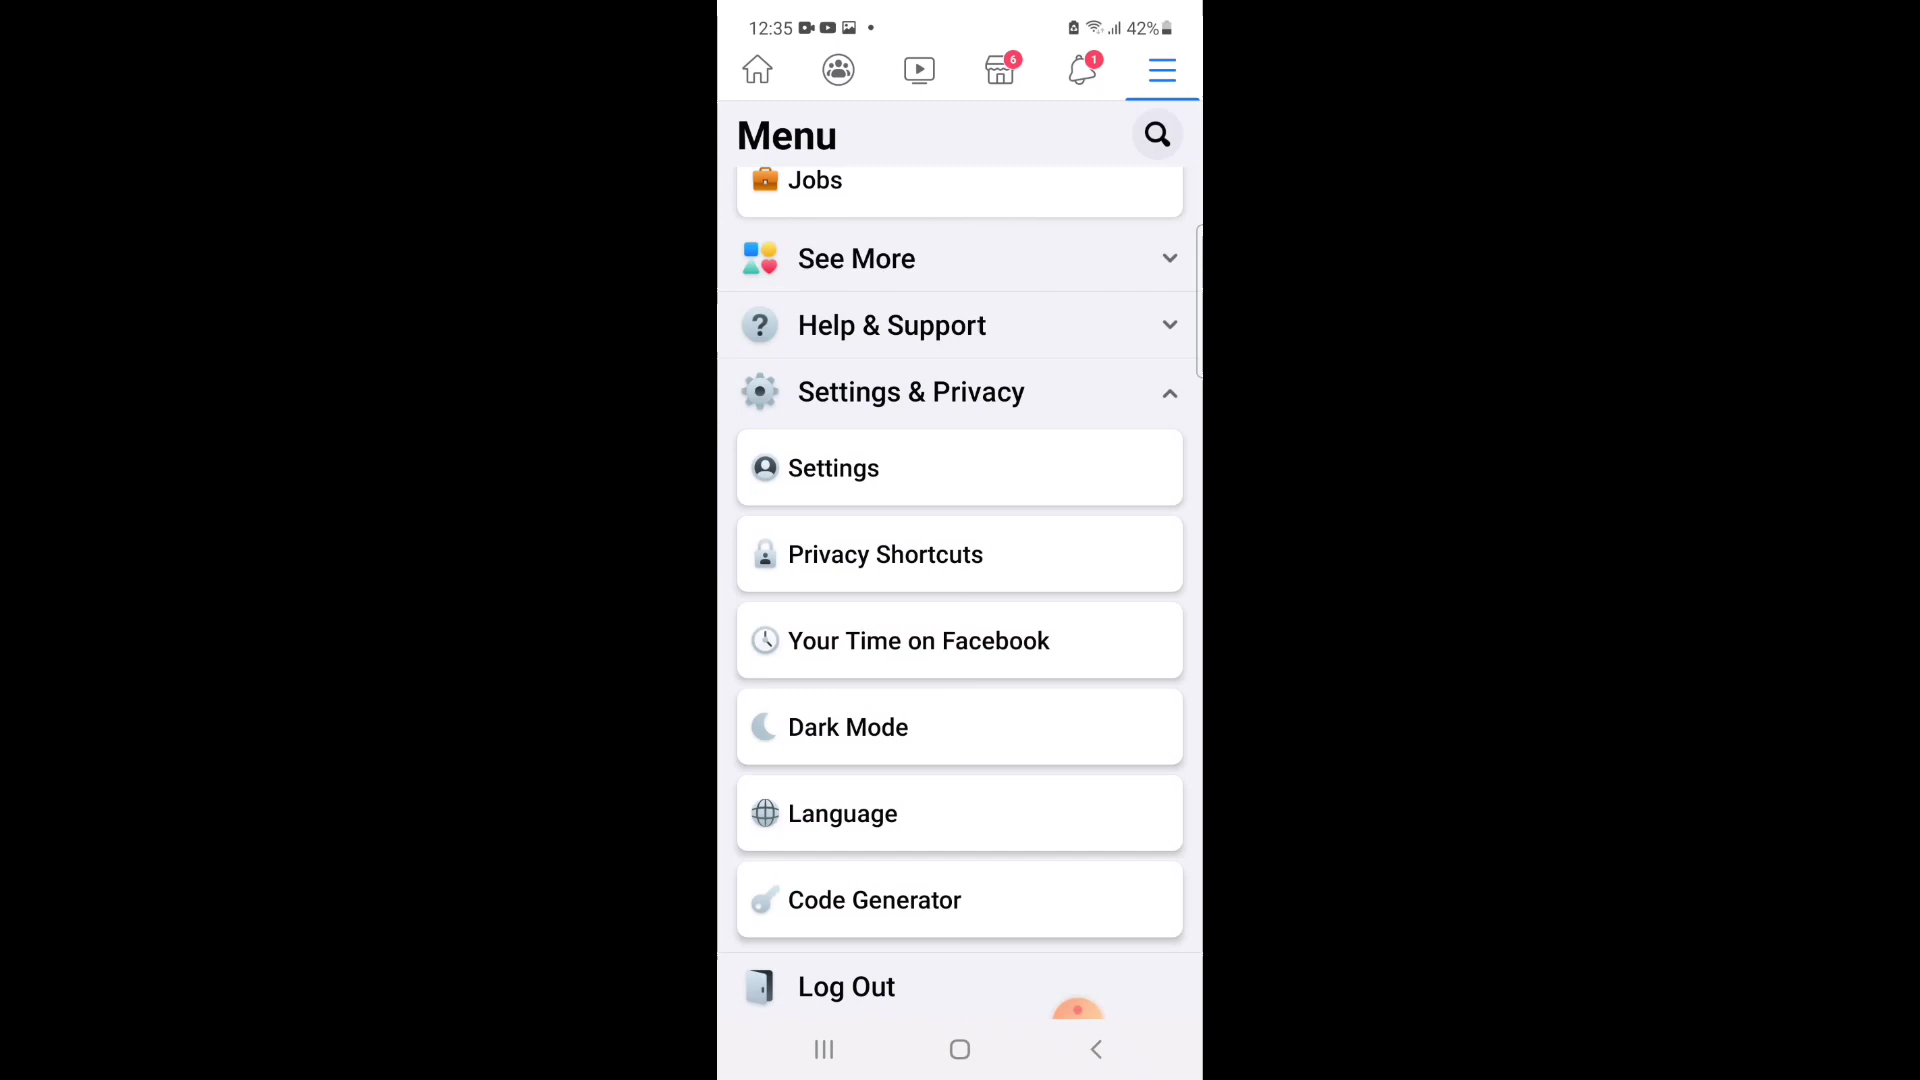 12:35
42%
6
1
Menu
Jobs
See More
Help & Support
Settings & Privacy
Settings
Privacy Shortcuts
Your Time on Facebook
Dark Mode
Language
Code Generator
Log Out